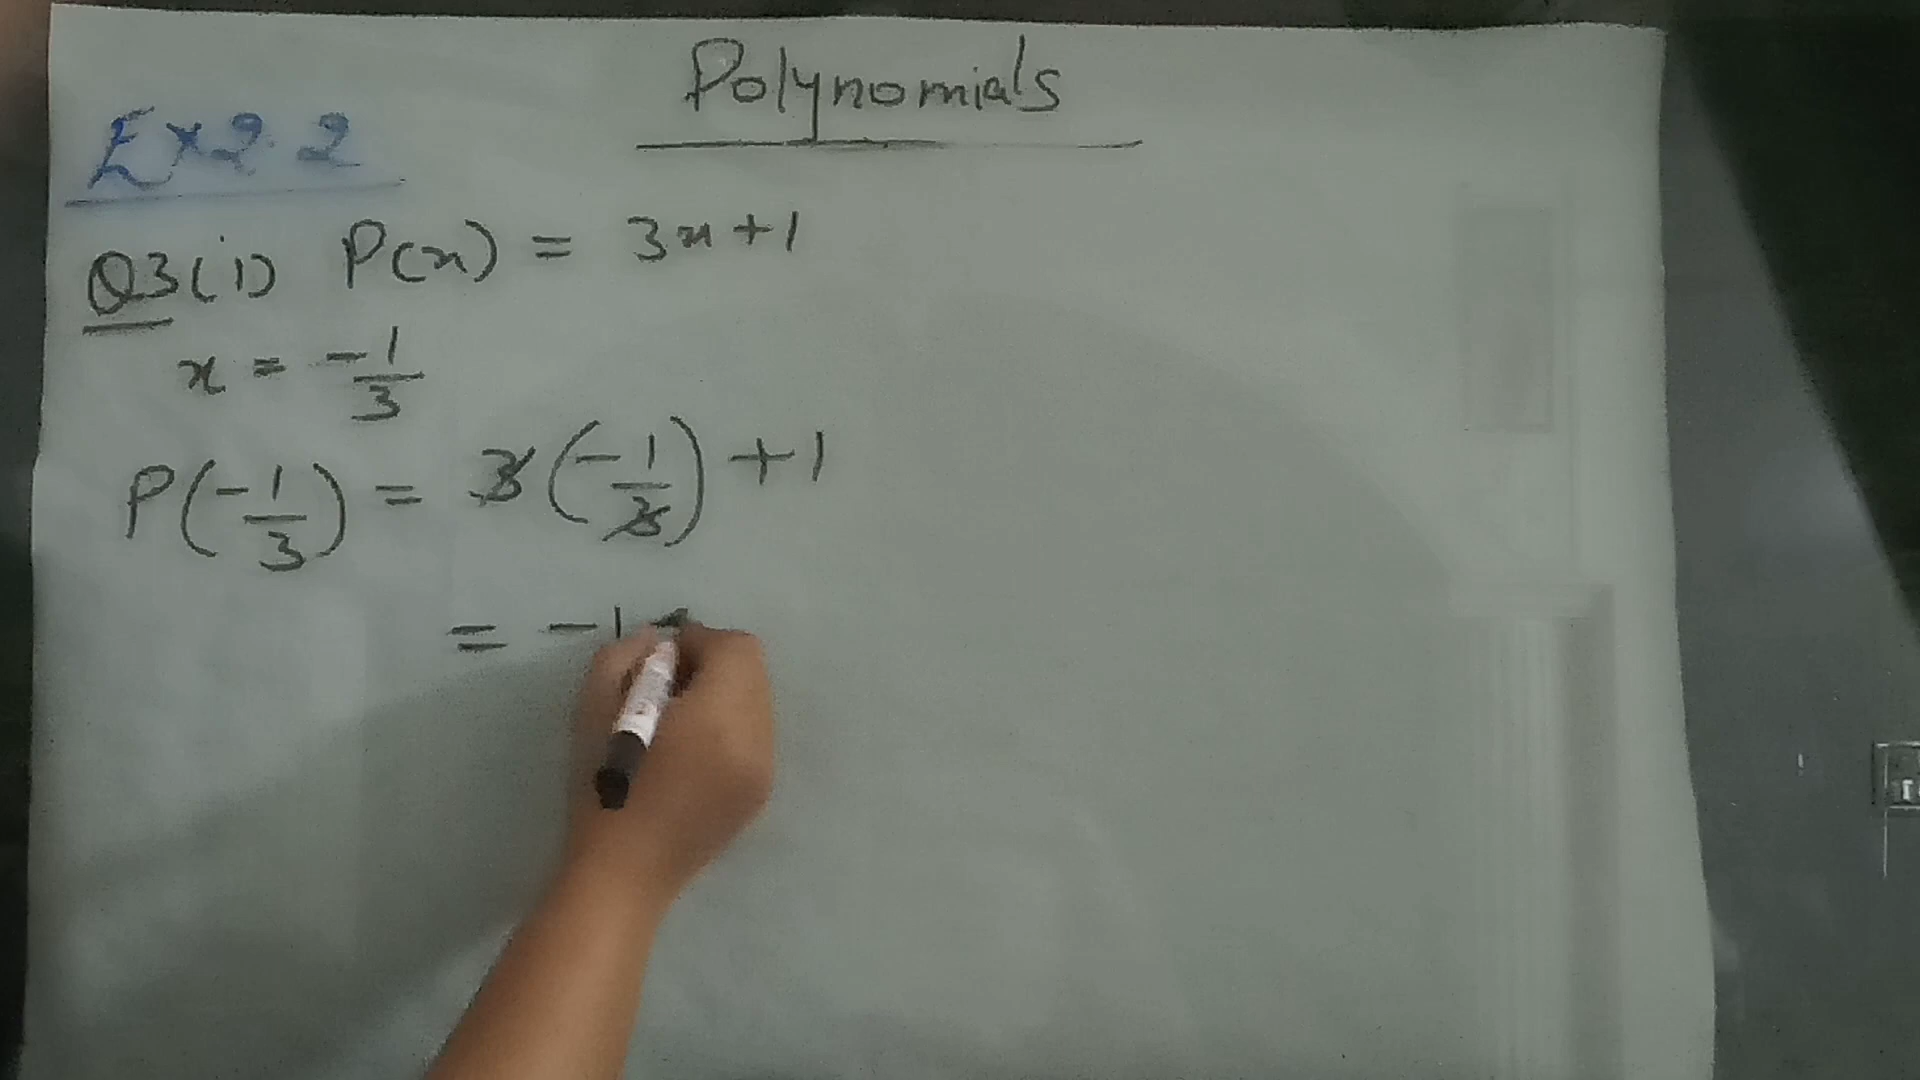 Polynomials
Ex 2.2
Q3(i) P(x) = 3x+1
x = -1/3
P(-1/3) = 3(-1/3) +1
= -1